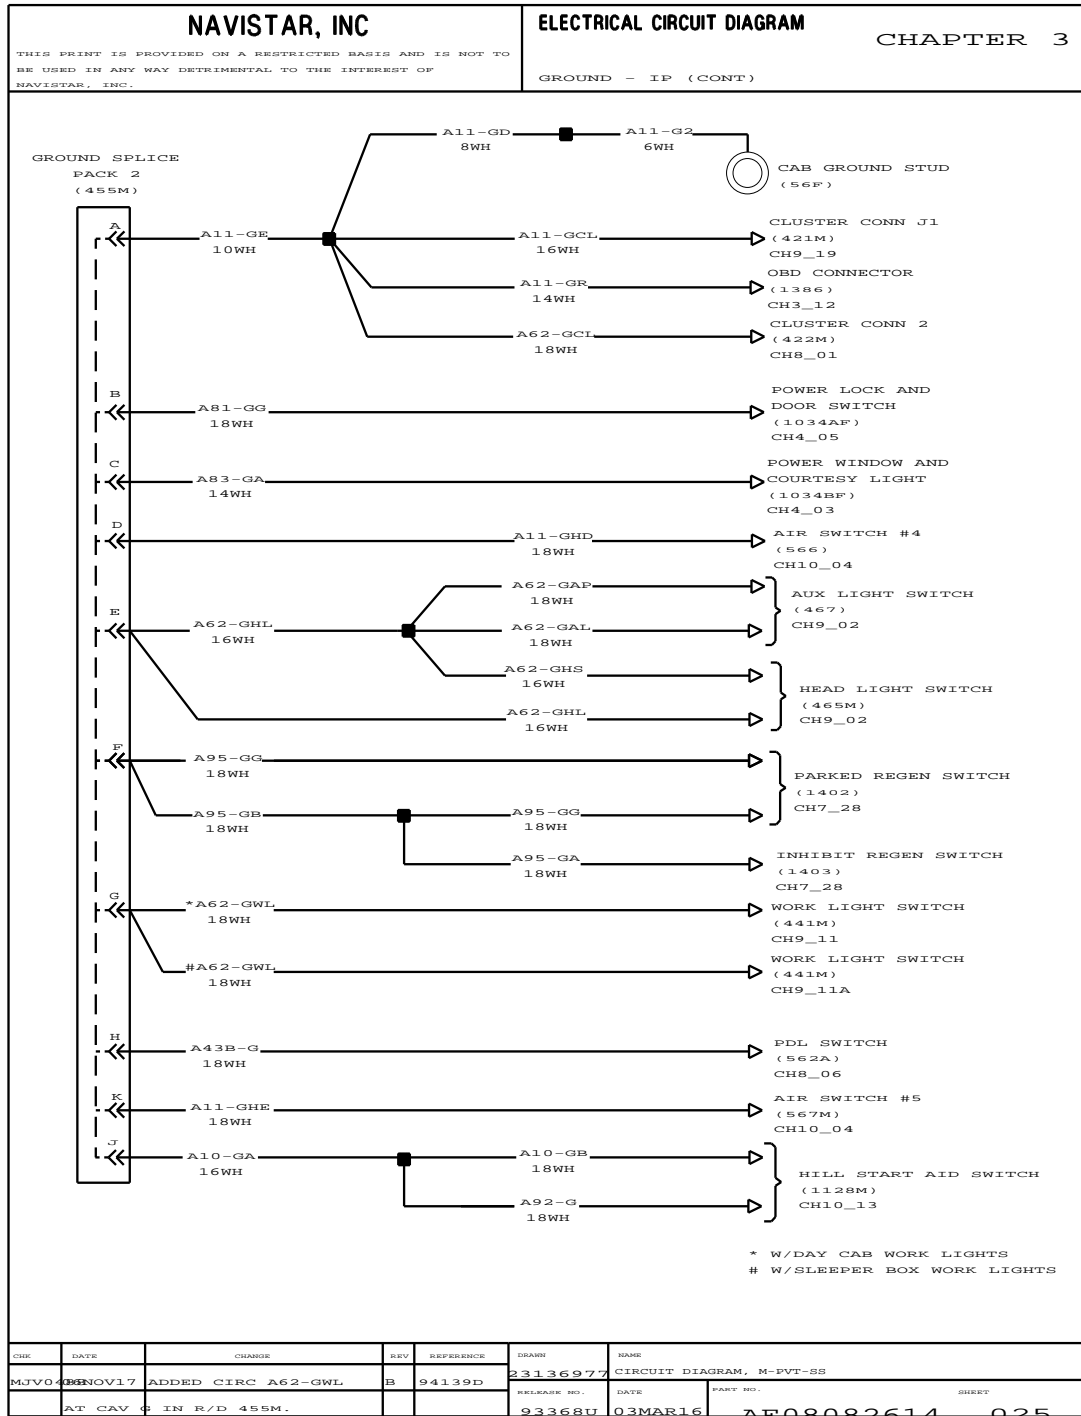 NAVISTAR, INC
THIS PRINT IS PROVIDED ON A RESTRICTED BASIS AND IS NOT TO
BE USED IN ANY WAY DETRIMENTAL TO THE INTEREST OF
NAVISTAR, INC.
ELECTRICAL CIRCUIT DIAGRAM
CHAPTER 3
GROUND - IP (CONT)
GROUND SPLICE
PACK 2
(455M)
A11-GD
8WH
A11-G2
6WH
CAB GROUND STUD
(56F)
A
A11-GE
10WH
A11-GCL
16WH
CLUSTER CONN J1
(421M)
CH9_19
A11-GR
14WH
OBD CONNECTOR
(1386)
CH3_12
A62-GCL
18WH
CLUSTER CONN 2
(422M)
CH8_01
B
A81-GG
18WH
POWER LOCK AND
DOOR SWITCH
(1034AF)
CH4_05
C
A83-GA
14WH
POWER WINDOW AND
COURTESY LIGHT
(1034BF)
CH4_03
D
A11-GHD
18WH
AIR SWITCH #4
(566)
CH10_04
E
A62-GHL
16WH
A62-GAP
18WH
A62-GAL
18WH
AUX LIGHT SWITCH
(467)
CH9_02
A62-GHS
16WH
A62-GHL
16WH
HEAD LIGHT SWITCH
(465M)
CH9_02
F
A95-GG
18WH
A95-GB
18WH
A95-GG
18WH
PARKED REGEN SWITCH
(1402)
CH7_28
A95-GA
18WH
INHIBIT REGEN SWITCH
(1403)
CH7_28
G
*A62-GWL
18WH
WORK LIGHT SWITCH
(441M)
CH9_11
#A62-GWL
18WH
WORK LIGHT SWITCH
(441M)
CH9_11A
H
A43B-G
18WH
PDL SWITCH
(562A)
CH8_06
K
A11-GHE
18WH
AIR SWITCH #5
(567M)
CH10_04
J
A10-GA
16WH
A10-GB
18WH
A92-G
18WH
HILL START AID SWITCH
(1128M)
CH10_13
* W/DAY CAB WORK LIGHTS
# W/SLEEPER BOX WORK LIGHTS
CHK DATE CHANGE REV REFERENCE
NOV17 ADDED CIRC A62-GWL B 94139D
AT CAV G IN R/D 455M.
DRAWN
23136977
NAME
CIRCUIT DIAGRAM, M-PVT-SS
RELEASE NO.
93368U
DATE
03MAR16
PART NO.
AF08082614
SHEET
025